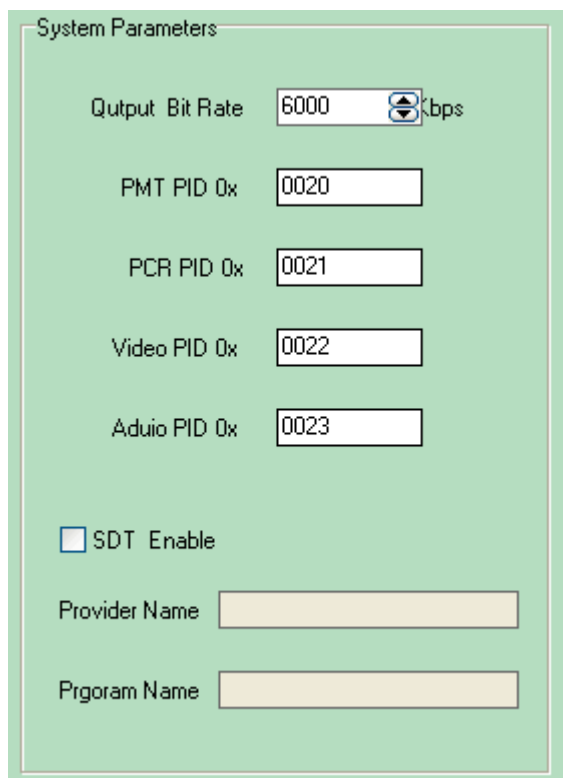 System Parameters
Qutput Bit Rate 6000 Kbps
PMT PID 0x 0020
PCR PID 0x 0021
Video PID 0x 0022
Aduio PID 0x 0023
SDT Enable
Provider Name
Prgoram Name